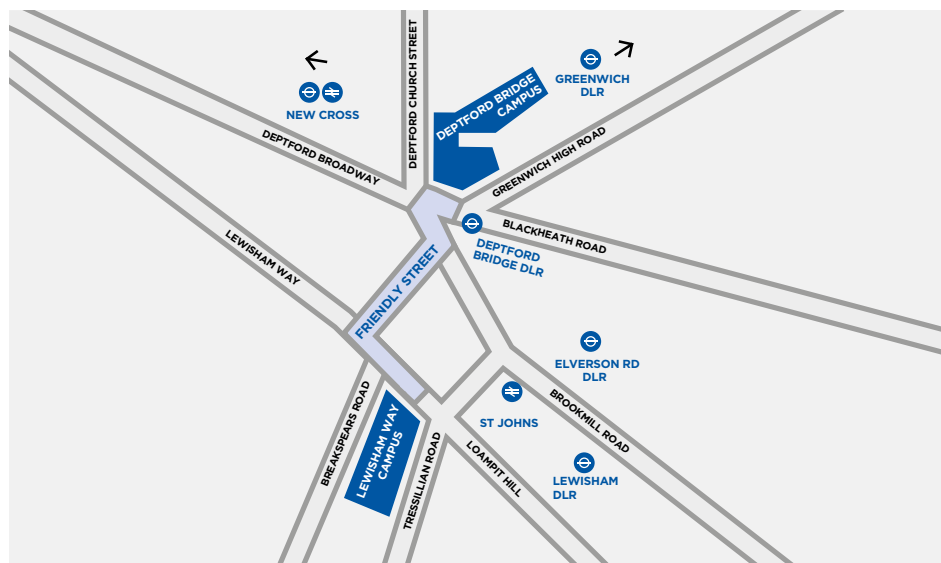 DEPTFORD CHURCH STREET
GREENWICH
DLR
NEW CROSS
DEPTFORD BRIDGE
CAMPUS
DEPTFORD BROADWAY
GREENWICH HIGH ROAD
LEWISHAM WAY
BLACKHEATH ROAD
DEPTFORD
BRIDGE DLR
FRIENDLY STREET
ELVERSON RD
DLR
BREAKSPEARS ROAD
LEWISHAM WAY
CAMPUS
ST JOHNS
BROOKMILL ROAD
TRESSILLIAN ROAD
LOAMPIT HILL
LEWISHAM
DLR